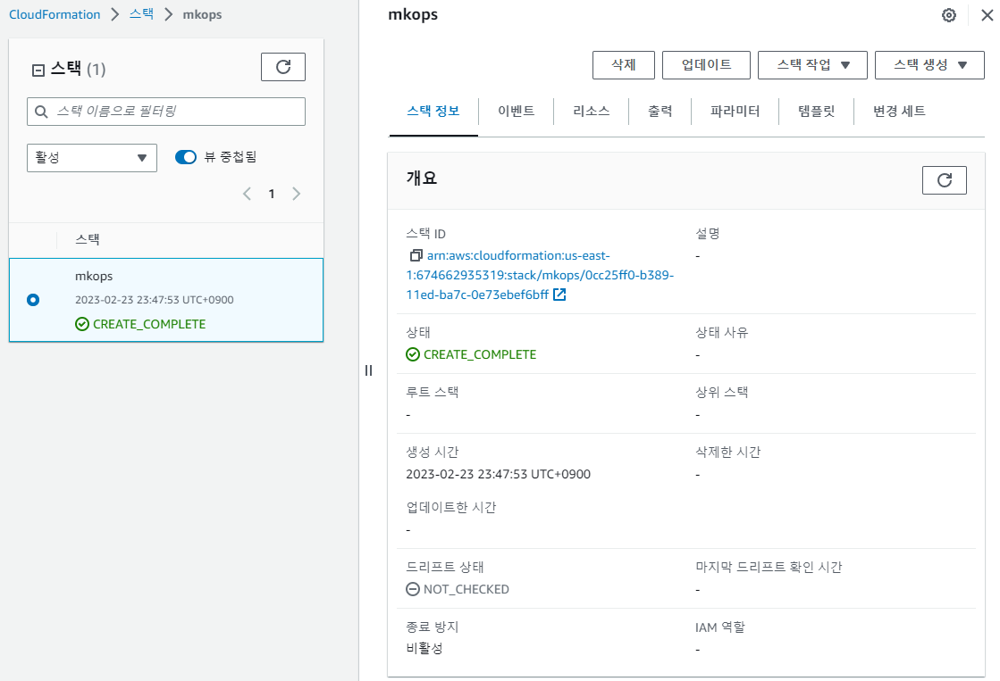 CloudFormation > 스택 > mkops
스택 (1)
스택 이름으로 필터링
활성
뷰 중첩됨
1
스택
mkops
2023-02-23 23:47:53 UTC+0900
CREATE_COMPLETE
mkops
삭제
업데이트
스택 작업
스택 생성
스택 정보
이벤트
리소스
출력
파라미터
템플릿
변경 세트
개요
스택 ID
arn:aws:cloudformation:us-east-
1:674662935319:stack/mkops/0cc25ff0-b389-
11ed-ba7c-0e73ebef6bff
설명
-
상태
CREATE_COMPLETE
상태 사유
-
루트 스택
-
상위 스택
-
생성 시간
2023-02-23 23:47:53 UTC+0900
삭제한 시간
-
업데이트한 시간
-
드리프트 상태
NOT_CHECKED
마지막 드리프트 확인 시간
-
종료 방지
비활성
IAM 역할
-